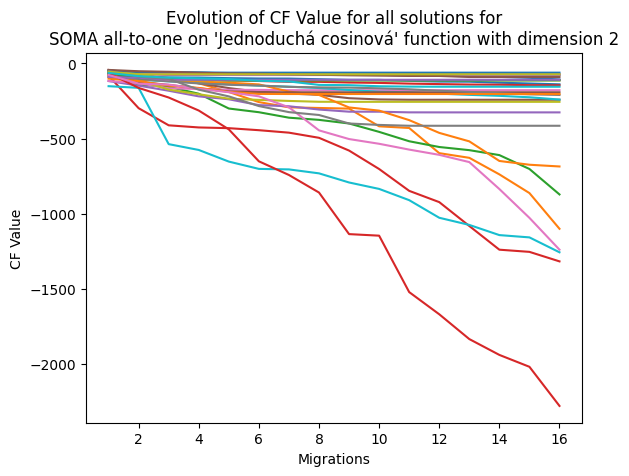 Evolution of CF Value for all solutions for
SOMA all-to-one on 'Jednoduchá cosinová' function with dimension 2
0
−500
−1000
−1500
−2000
CF Value
2 4 6 8 10 12 14 16
Migrations